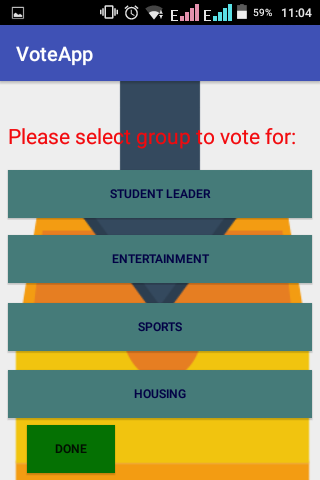 E E 59% 11:04
VoteApp
Please select group to vote for:
STUDENT LEADER
ENTERTAINMENT
SPORTS
HOUSING
DONE